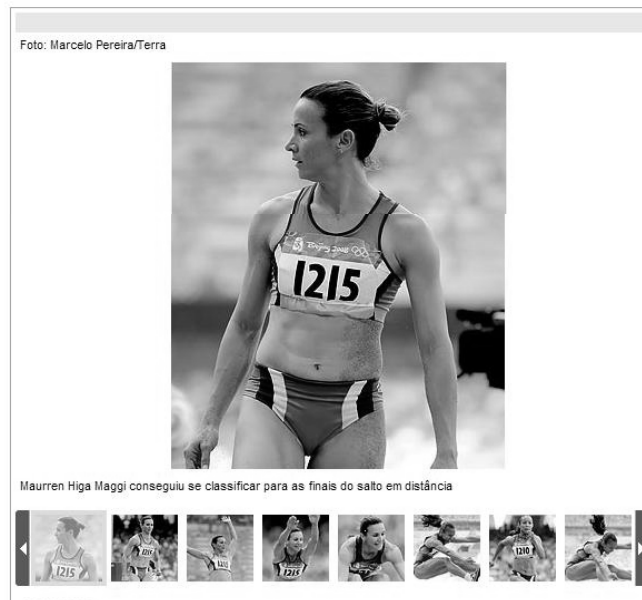 Foto: Marcelo Pereira/Terra
Beijing 2008
1215
Maurren Higa Maggi conseguiu se classificar para as finais do salto em distância
1215
1215
1215
1210